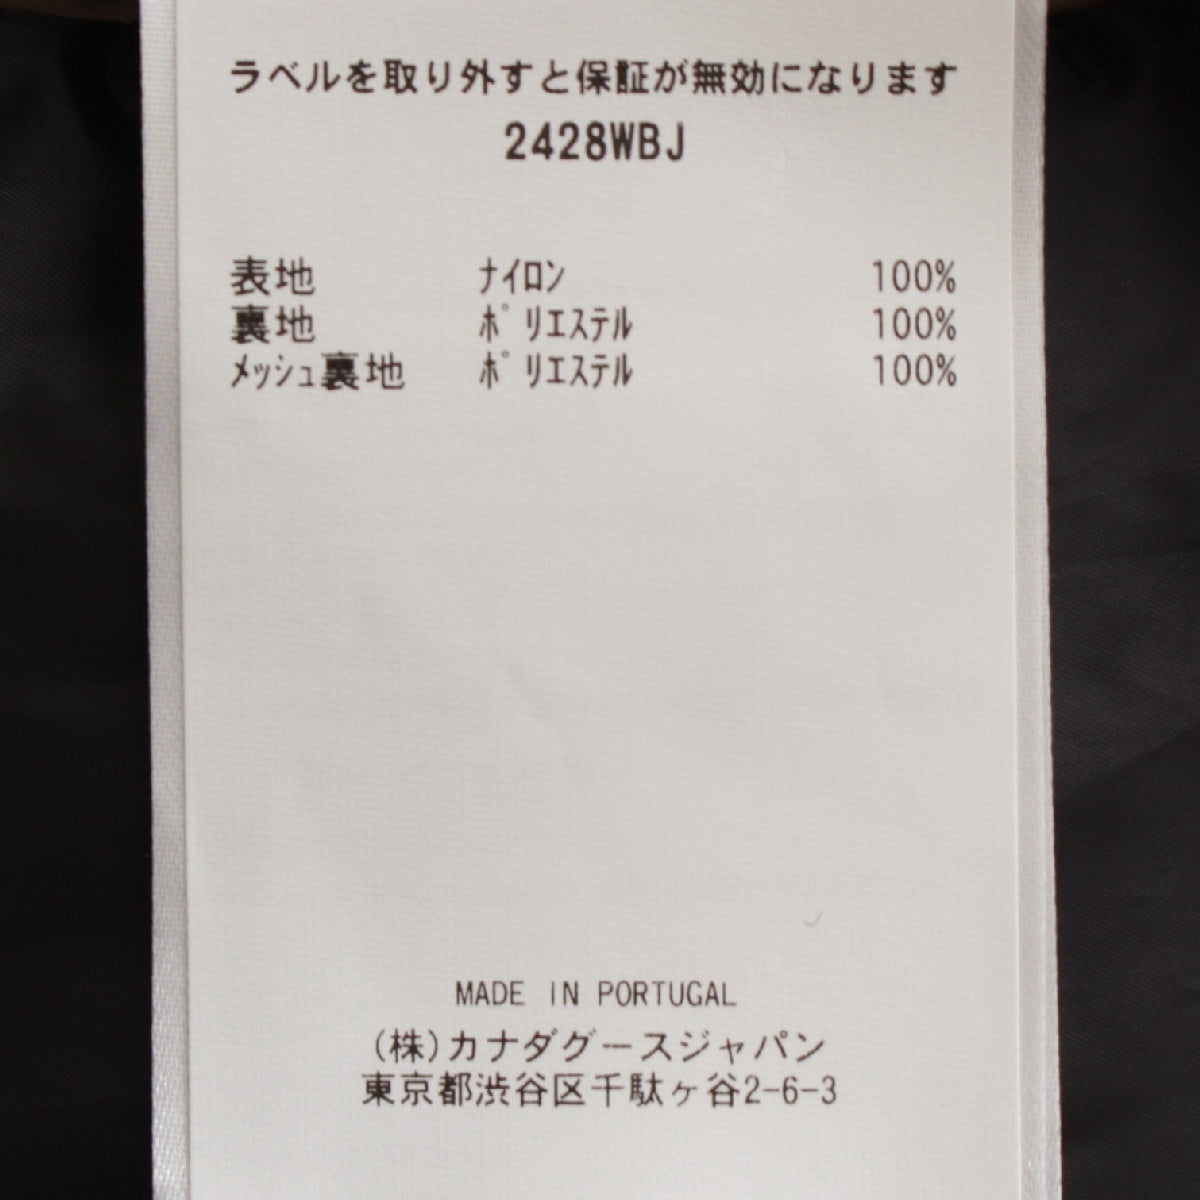 ラベルを取り外すと保証が無効になります
2428WBJ
表地 ﾅｲﾛﾝ 100%
裏地 ﾎﾟﾘｴｽﾃﾙ 100%
ﾒｯｼｭ裏地 ﾎﾟﾘｴｽﾃﾙ 100%
MADE IN PORTUGAL
(株)カナダグースジャパン
東京都渋谷区千駄ヶ谷2-6-3